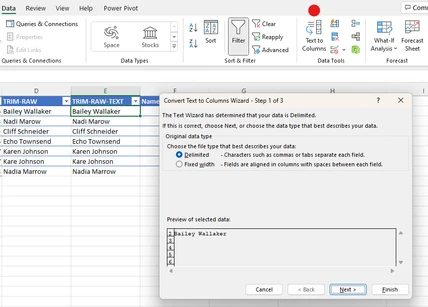 Data Review View Help Power Pivot
Queries & Connections
Properties
Edit Links
Queries & Connections
Space
Stocks
Data Types
Sort
Filter
Clear
Reapply
Advanced
Sort & Filter
Text to Columns
Data Tools
What-If Analysis
Forecast Sheet
Forecast
D E F G H
TRIM-RAW TRIM-RAW-TEXT Name
Bailey Wallaker Bailey Wallaker
Nadi Marow Nadi Marow
Cliff Schneider Cliff Schneider
Echo Townsend Echo Townsend
Karen Johnson Karen Johnson
Kare Johnson Kare Johnson
Nadia Marrow Nadia Marrow
Convert Text to Columns Wizard - Step 1 of 3
The Text Wizard has determined that your data is Delimited.
If this is correct, choose Next, or choose the data type that best describes your data.
Original data type
Choose the file type that best describes your data:
Delimited - Characters such as commas or tabs separate each field.
Fixed width - Fields are aligned in columns with spaces between each field.
Preview of selected data:
2 Bailey Wallaker
3
4
5
6
Cancel < Back Next > Finish